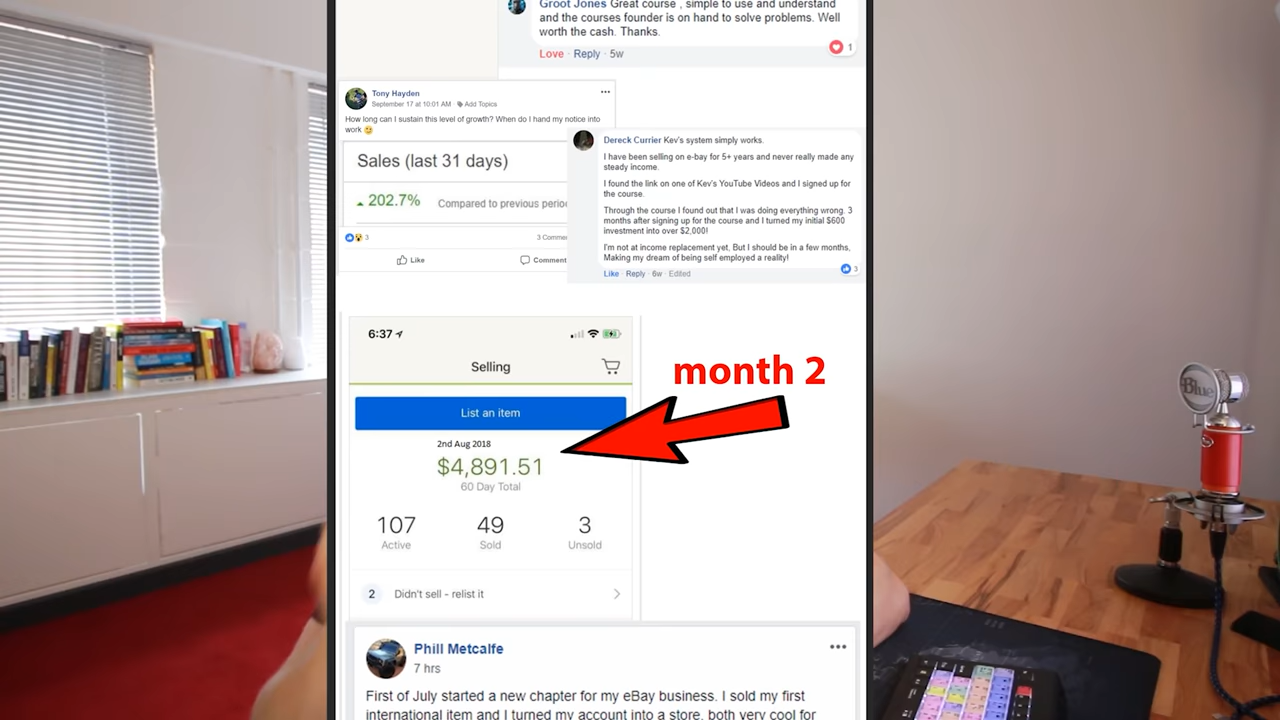 Groot Jones Great course , simple to use and understand
and the courses founder is on hand to solve problems. Well
worth the cash. Thanks.
Love · Reply · 5w
1
Tony Hayden
September 17 at 10:01 AM · Add Topics
How long can I sustain this level of growth? When do I hand my notice into
work
Sales (last 31 days)
202.7% Compared to previous perio
3
3 Comme
Like Comment
Dereck Currier Kev's system simply works.
I have been selling on e-bay for 5+ years and never really made any
steady income.
I found the link on one of Kev's YouTube Videos and I signed up for
the course.
Through the course I found out that I was doing everything wrong. 3
months after signing up for the course and I turned my initial $600
investment into over $2,000!
I'm not at income replacement yet, But I should be in a few months,
Making my dream of being self employed a reality!
Like · Reply · 6w · Edited
3
6:37
Selling
List an item
2nd Aug 2018
$4,891.51
60 Day Total
107 49 3
Active Sold Unsold
2 Didn't sell - relist it
month 2
Phill Metcalfe
7 hrs
First of July started a new chapter for my eBay business. I sold my first
international item and I turned my account into a store, both very cool for
Blue